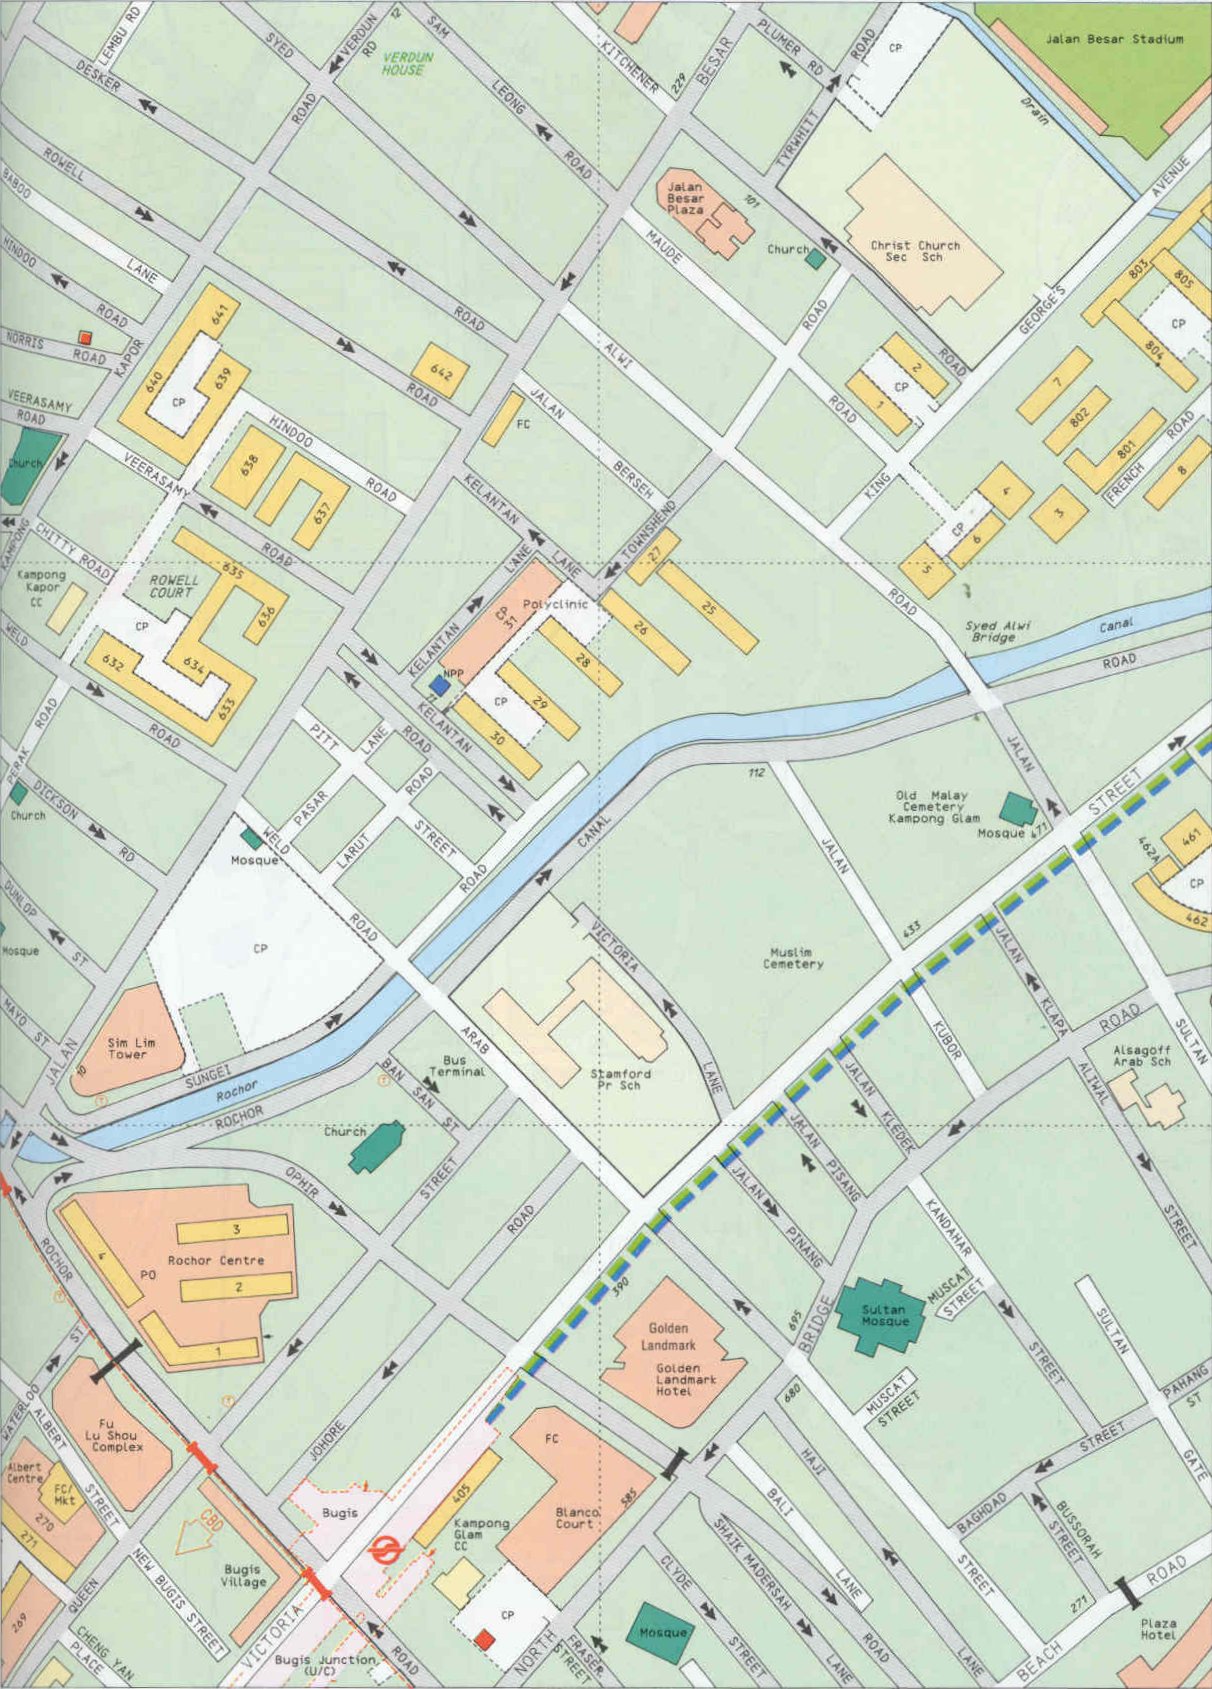 LEMBU RD
SYED
VERDUN
RD
12
SAM
VERDUN
HOUSE
KITCHENER
229
BESAR
PLUMER
RD
ROAD
CP
Jalan Besar Stadium
DESKER
ROAD
LEONG
ROAD
TYRWHITT
Drain
AVENUE
ROWELL
BABOO
LANE
HINDOO
ROAD
Jalan
Besar
Plaza
101
MAUDE
Church
Christ Church
Sec Sch
GEORGE'S
803
805
CP
804
NORRIS
ROAD
KAPOR
641
640
639
CP
ROAD
642
ROAD
ALWI
ROAD
2
CP
1
ROAD
7
802
801
FRENCH
ROAD
8
VEERASAMY
ROAD
Church
HINDOO
ROAD
JALAN
FC
BERSEH
ROAD
KING
4
CP
3
6
5
VEERASAMY
ROAD
638
637
KELANTAN
LANE
TOWNSHEND
27
KAMPONG
CHITTY ROAD
Kampong
Kapor
CC
ROWELL
COURT
635
636
CP
634
632
633
KELANTAN
LANE
CP
31
Polyclinic
25
26
28
29
CP
30
NPP
77
KELANTAN
ROAD
Syed Alwi
Bridge
Canal
ROAD
WELD
ROAD
PERAK
ROAD
PITT
LANE
ROAD
PASAR
ROAD
LARUT
STREET
ROAD
Church
DICKSON
RD
WELD
Mosque
ROAD
CANAL
112
JALAN
JALAN
Old Malay
Cemetery
Kampong Glam
Mosque
471
STREET
462A
461
CP
462
DUNLOP
ST
Mosque
MAYO ST
CP
VICTORIA
LANE
Muslim
Cemetery
433
JALAN
KLAPA
KUBOR
ROAD
SULTAN
Sim Lim
Tower
JALAN
SUNGEI
Rochor
ROCHOR
ARAB
Bus
Terminal
BAN
SAN
ST
Stamford
Pr Sch
Alsagoff
Arab Sch
ALIWAL
STREET
JALAN
KLEDEK
JALAN
PISANG
JALAN
PINANG
KANDAHAR
STREET
Church
OPHIR
STREET
ROAD
ROCHOR
3
Rochor Centre
PO
4
2
1
390
Golden
Landmark
Golden
Landmark
Hotel
695
BRIDGE
Sultan
Mosque
MUSCAT
STREET
MUSCAT
STREET
680
SULTAN
GATE
PAHANG
ST
STREET
BAGHDAD
WATERLOO
ST
ALBERT
STREET
Fu
Lu Shou
Complex
Albert
Centre
FC/
Mkt
270
271
269
JOHORE
CBD
Bugis
405
FC
Blanco
Court
585
Kampong
Glam
CC
CP
HAJI
LANE
BALI
LANE
SHAIK MADERSAH
LANE
ROAD
CLYDE
STREET
BUSSORAH
STREET
STREET
271
ROAD
BEACH
Plaza
Hotel
Bugis
Village
NEW BUGIS STREET
QUEEN
CHENG YAN
PLACE
VICTORIA
Bugis Junction
(U/C)
ROAD
NORTH
FRASER
STREET
Mosque